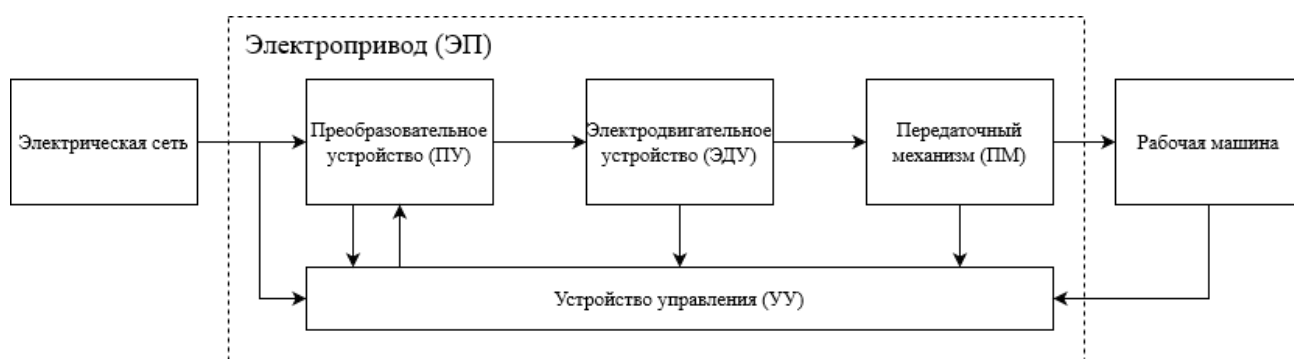 Электропривод (ЭП)
Электрическая сеть
Преобразовательное
устройство (ПУ)
Электродвигательное
устройство (ЭДУ)
Передаточный
механизм (ПМ)
Рабочая машина
Устройство управления (УУ)